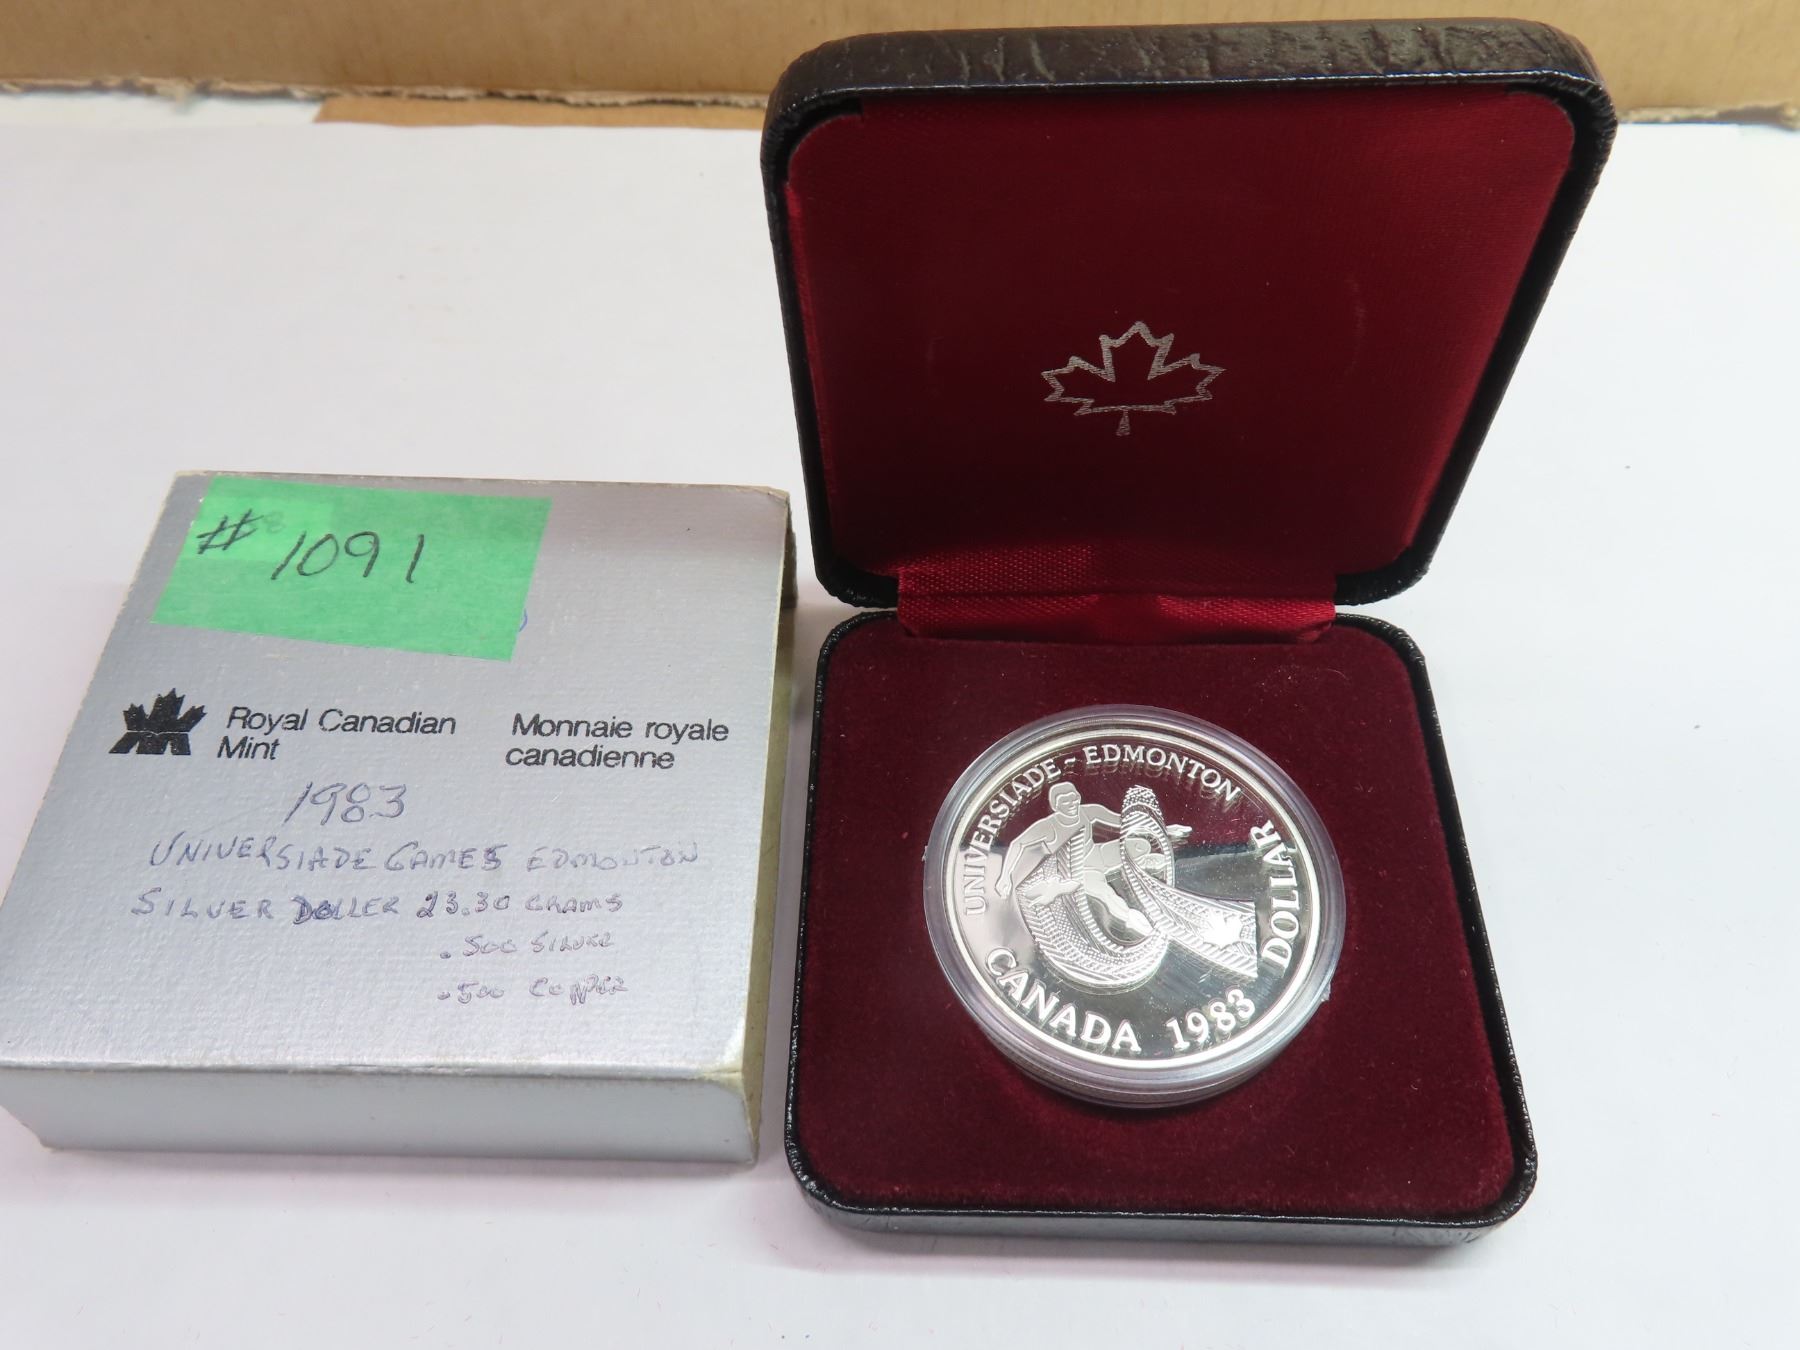 # 1091
Royal Canadian Mint
Monnaie royale canadienne
1983
UNIVERSIADE GAMES EDMONTON
SILVER DOLLER 23.30 GRAMS
.500 SILVER
.500 COPPER
UNIVERSIADE - EDMONTON
DOLLAR
CANADA 1983